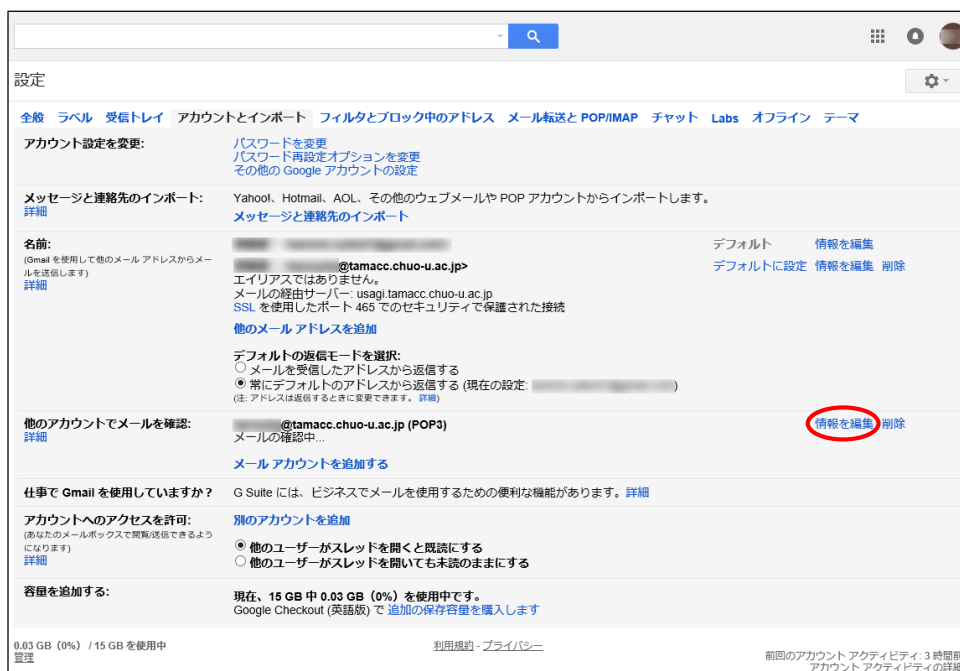 設定
全般 ラベル 受信トレイ アカウントとインポート フィルタとブロック中のアドレス メール転送と POP/IMAP チャット Labs オフライン テーマ
アカウント設定を変更:
パスワードを変更
パスワード再設定オプションを変更
その他の Google アカウントの設定
メッセージと連絡先のインポート:
詳細
Yahoo!、Hotmail、AOL、その他のウェブメールや POP アカウントからインポートします。
メッセージと連絡先のインポート
名前:
(Gmail を使用して他のメール アドレスからメー
ルを送信します)
詳細
デフォルト 情報を編集
@tamacc.chuo-u.ac.jp> デフォルトに設定 情報を編集 削除
エイリアスではありません。
メールの経由サーバー: usagi.tamacc.chuo-u.ac.jp
SSL を使用したポート 465 でのセキュリティで保護された接続
他のメール アドレスを追加
デフォルトの返信モードを選択:
メールを受信したアドレスから返信する
常にデフォルトのアドレスから返信する (現在の設定: )
(注: アドレスは返信するときに変更できます。 詳細)
他のアカウントでメールを確認:
詳細
@tamacc.chuo-u.ac.jp (POP3) 情報を編集 削除
メールの確認中...
メール アカウントを追加する
仕事で Gmail を使用していますか？ G Suite には、ビジネスでメールを使用するための便利な機能があります。詳細
アカウントへのアクセスを許可:
(あなたのメールボックスで閲覧/送信できるよう
になります)
詳細
別のアカウントを追加
他のユーザーがスレッドを開くと既読にする
他のユーザーがスレッドを開いても未読のままにする
容量を追加する:
現在、15 GB 中 0.03 GB（0%）を使用中です。
Google Checkout (英語版) で 追加の保存容量を購入します
0.03 GB（0%）/ 15 GB を使用中
管理
利用規約 - プライバシー
前回のアカウント アクティビティ: 3 時間前
アカウント アクティビティの詳細